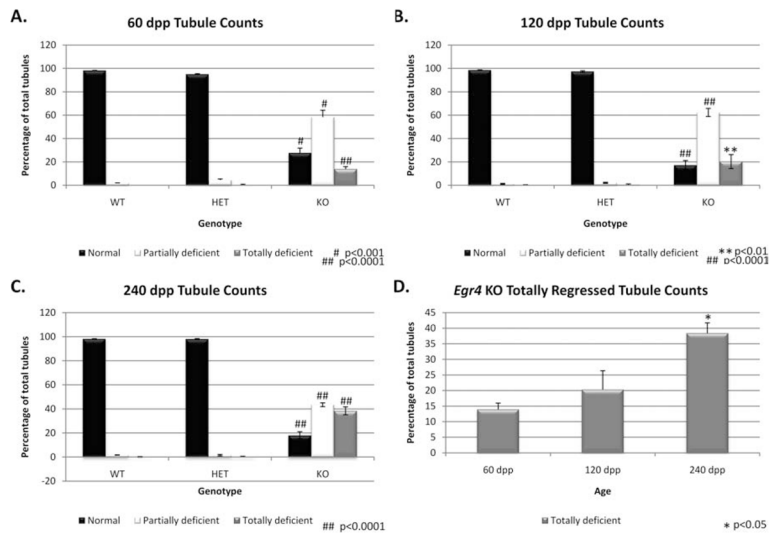 A.
60 dpp Tubule Counts
Percentage of total tubules
120
100
80
60
40
20
0
#
#
##
WT
HET
KO
Genotype
Normal
Partially deficient
Totally deficient
# p<0.001
## p<0.0001
B.
120 dpp Tubule Counts
Percentage of total tubules
120
100
80
60
40
20
0
##
##
**
WT
HET
KO
Genotype
Normal
Partially deficient
Totally deficient
** p<0.01
## p<0.0001
C.
240 dpp Tubule Counts
Percentage of total tubules
120
100
80
60
40
20
0
-20
##
##
##
WT
HET
KO
Genotype
Normal
Partially deficient
Totally deficient
## p<0.0001
D.
Egr4 KO Totally Regressed Tubule Counts
Perecntage of total tubules
45
40
35
30
25
20
15
10
5
0
*
60 dpp
120 dpp
240 dpp
Age
Totally deficient
* p<0.05